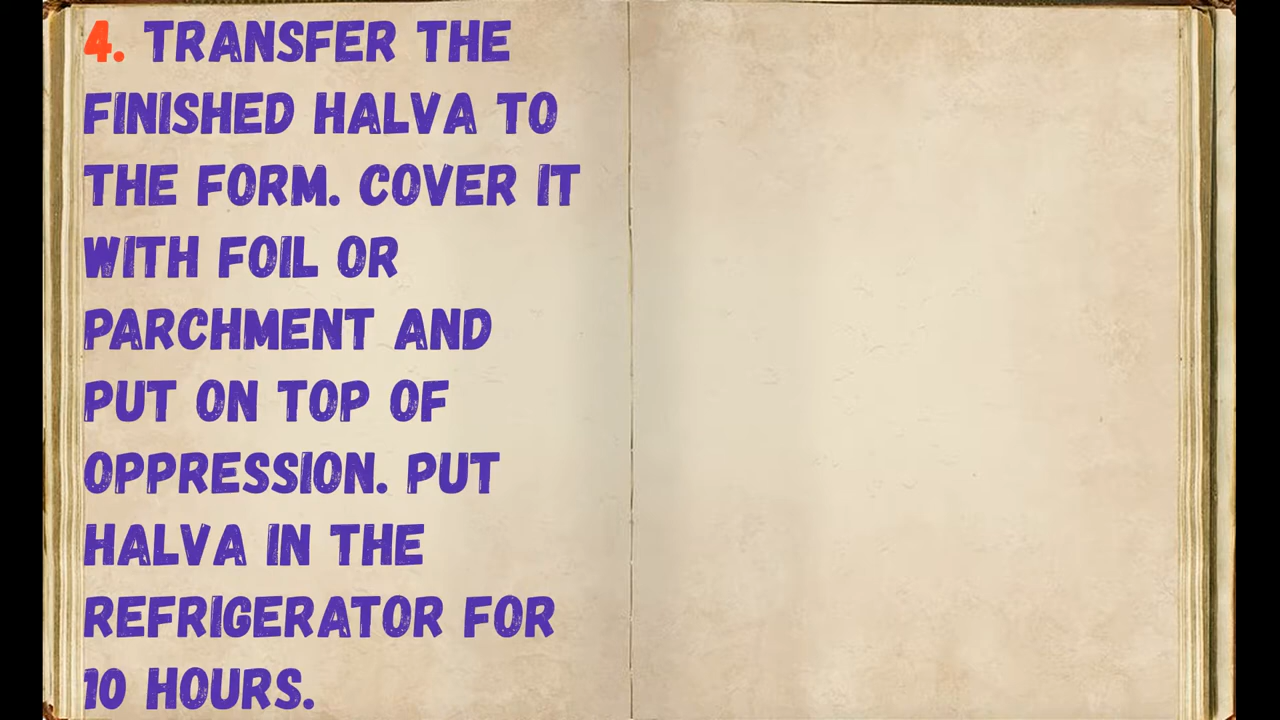 4. TRANSFER THE
FINISHED HALVA TO
THE FORM. COVER IT
WITH FOIL OR
PARCHMENT AND
PUT ON TOP OF
OPPRESSION. PUT
HALVA IN THE
REFRIGERATOR FOR
10 HOURS.